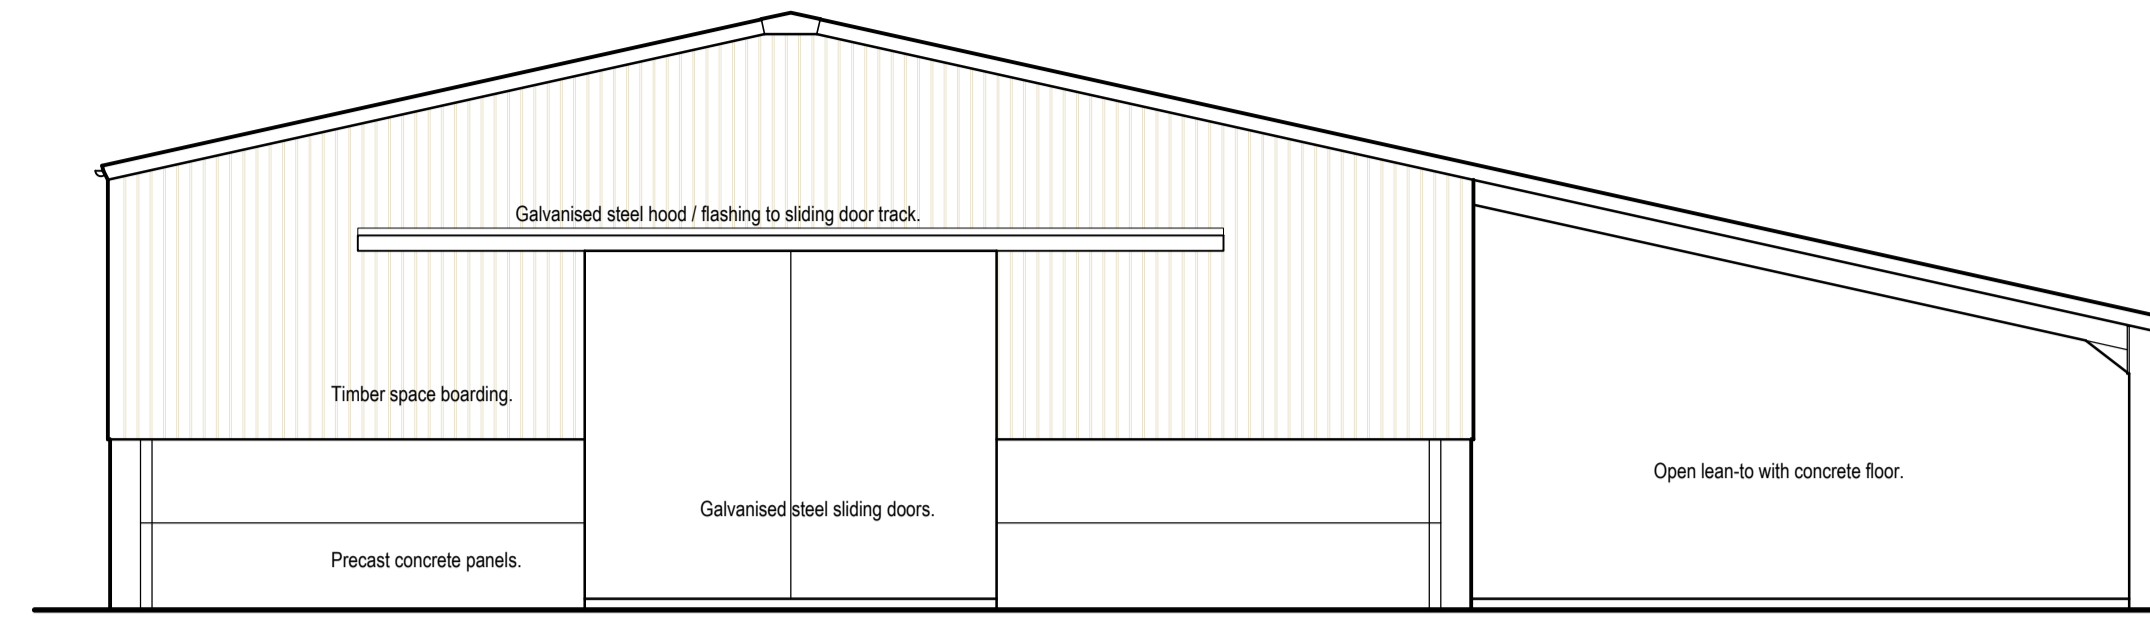 Galvanised steel hood / flashing to sliding door track.
Timber space boarding.
Open lean-to with concrete floor.
Galvanised steel sliding doors.
Precast concrete panels.